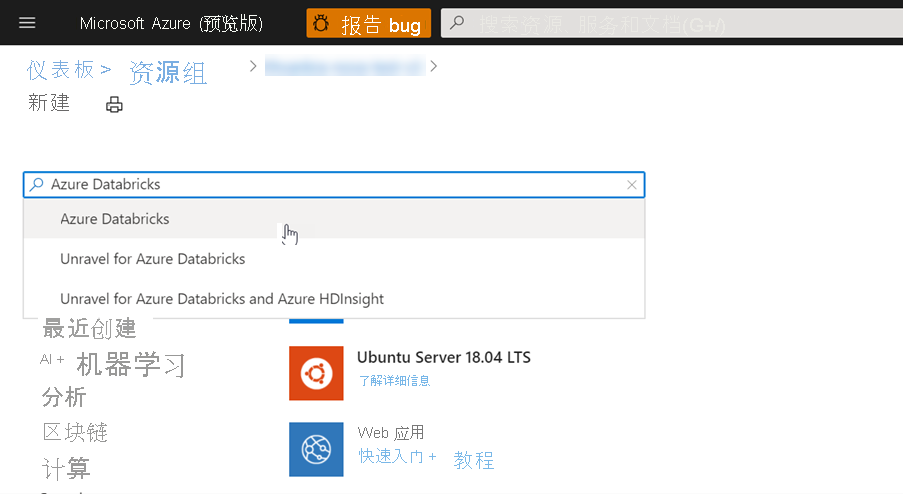 Microsoft Azure (预览版) 报告 bug 搜索资源、服务和文档(G+/)
仪表板 > 资源组 > >
新建
Azure Databricks
Azure Databricks
Unravel for Azure Databricks
Unravel for Azure Databricks and Azure HDInsight
最近创建
AI + 机器学习
Ubuntu Server 18.04 LTS
了解详细信息
分析
区块链
Web 应用
快速入门 + 教程
计算